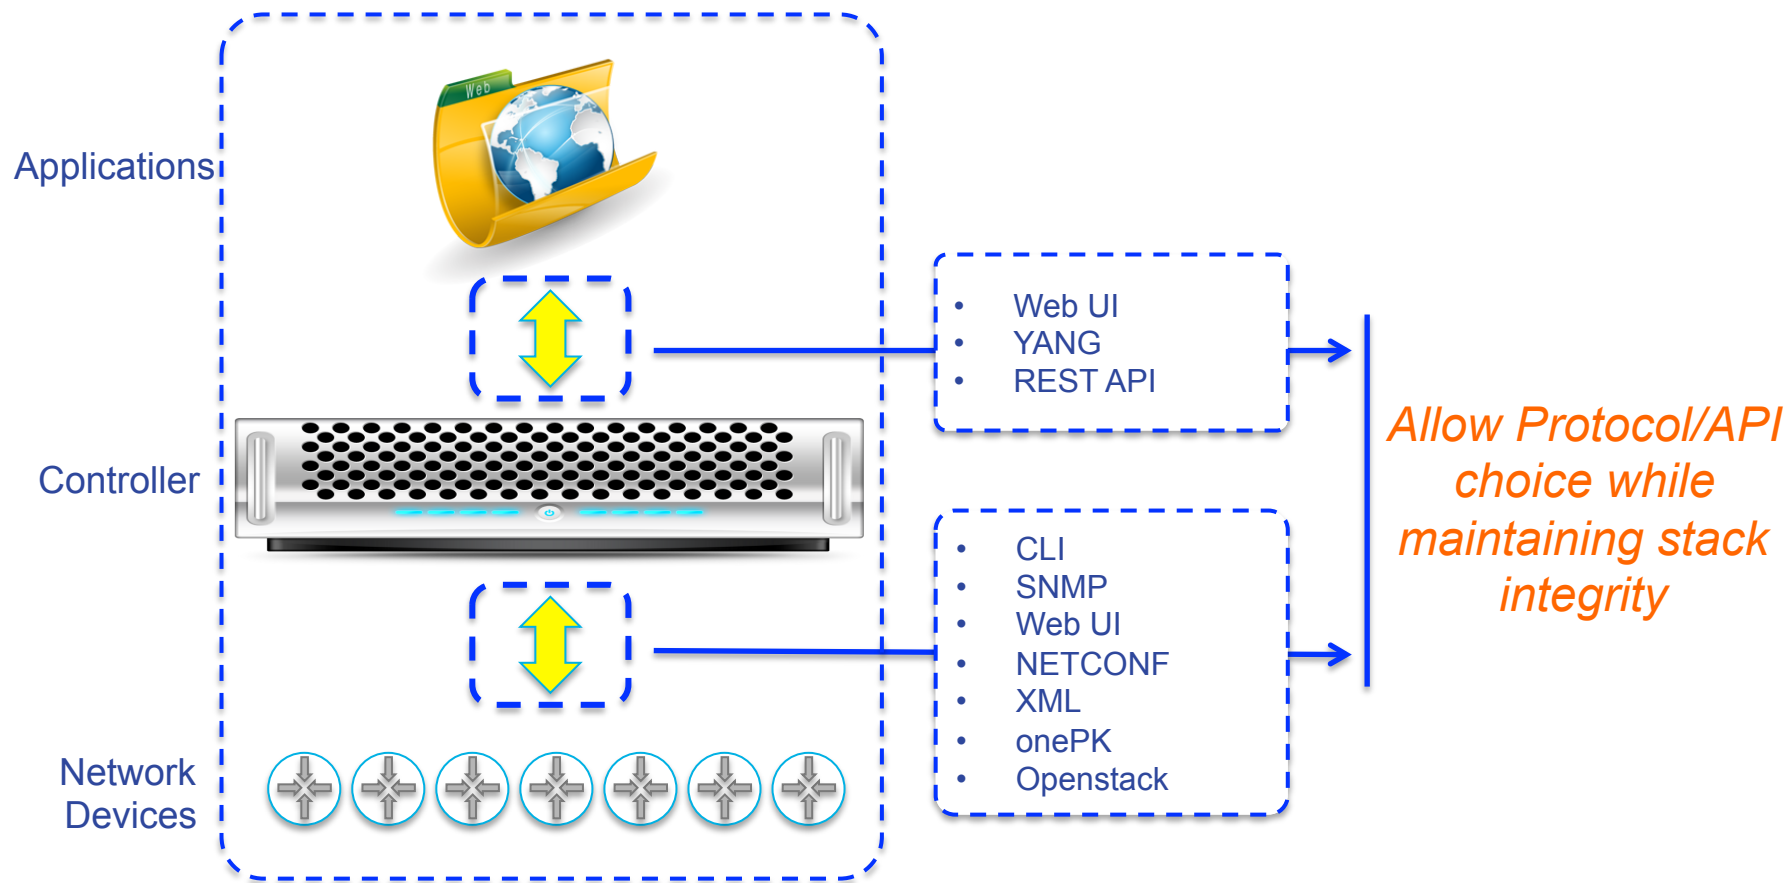 Web
Applications
• Web UI
• YANG
• REST API
Controller
• CLI
• SNMP
• Web UI
• NETCONF
• XML
• onePK
• Openstack
Network
Devices
Allow Protocol/API
choice while
maintaining stack
integrity